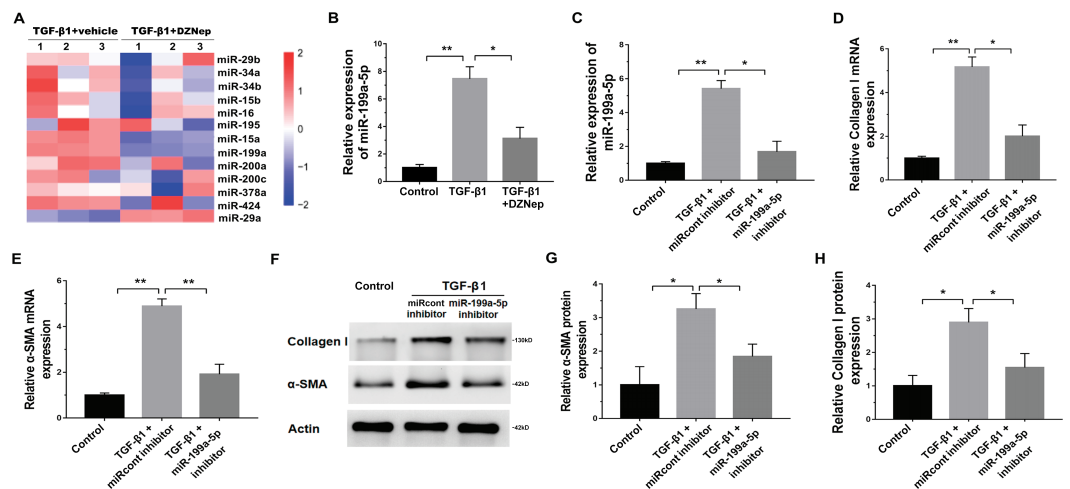 A
TGF-β1+vehicle TGF-β1+DZNep
1 2 3 1 2 3
miR-29b
miR-34a
miR-34b
miR-15b
miR-16
miR-195
miR-15a
miR-199a
miR-200a
miR-200c
miR-378a
miR-424
miR-29a
2
1
0
−1
−2
B
Relative expression
of miR-199a-5p
10
8
6
4
2
0
** *
Control
TGF-β1
TGF-β1
+DZNep
C
Relative expression of
miR-199a-5p
8
6
4
2
0
** *
Control
TGF-β1 +
miRcont inhibitor
TGF-β1 +
miR-199a-5p
inhibitor
D
Relative Collagen I mRNA
expression
6
4
2
0
** *
Control
TGF-β1 +
miRcont inhibitor
TGF-β1 +
miR-199a-5p
inhibitor
E
Relative α-SMA mRNA
expression
6
4
2
0
** **
Control
TGF-β1 +
miRcont inhibitor
TGF-β1 +
miR-199a-5p
inhibitor
F
Control
TGF-β1
miRcont
inhibitor
miR-199a-5p
inhibitor
Collagen I
-130kD
α-SMA
-42kD
Actin
-42kD
G
Relative α-SMA protein
expression
4
3
2
1
0
* *
Control
TGF-β1 +
miRcont inhibitor
TGF-β1 +
miR-199a-5p
inhibitor
H
Relative Collagen I protein
expression
4
3
2
1
0
* *
Control
TGF-β1 +
miRcont inhibitor
TGF-β1 +
miR-199a-5p
inhibitor